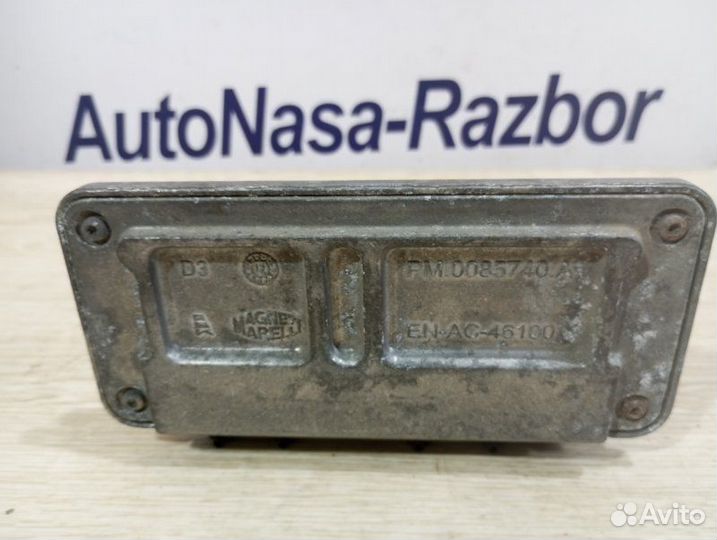 AutoNasa-Razbor
D3
PM.0085740.A
MAGNETI
MARELLI
EN-AC-46100
Avito